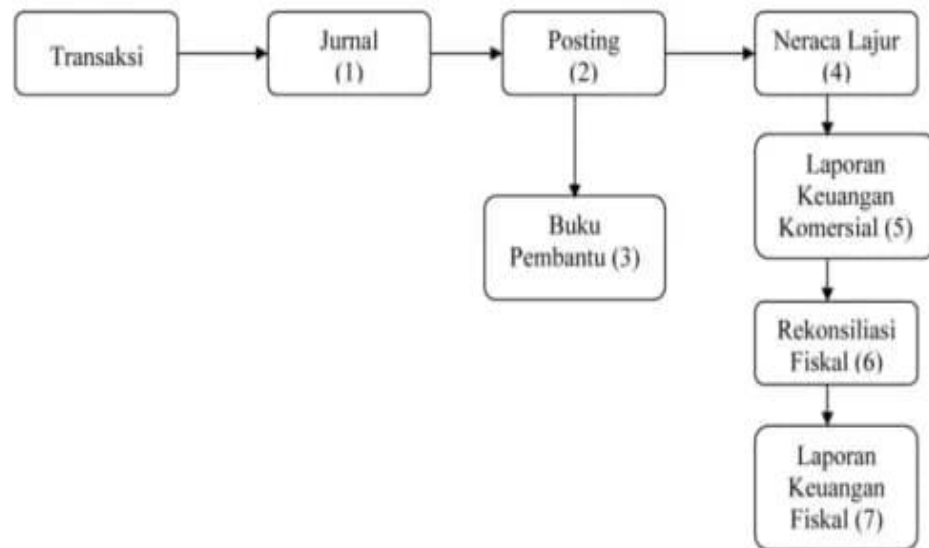 Transaksi
Jurnal
(1)
Posting
(2)
Neraca Lajur
(4)
Buku
Pembantu (3)
Laporan
Keuangan
Komersial (5)
Rekonsiliasi
Fiskal (6)
Laporan
Keuangan
Fiskal (7)